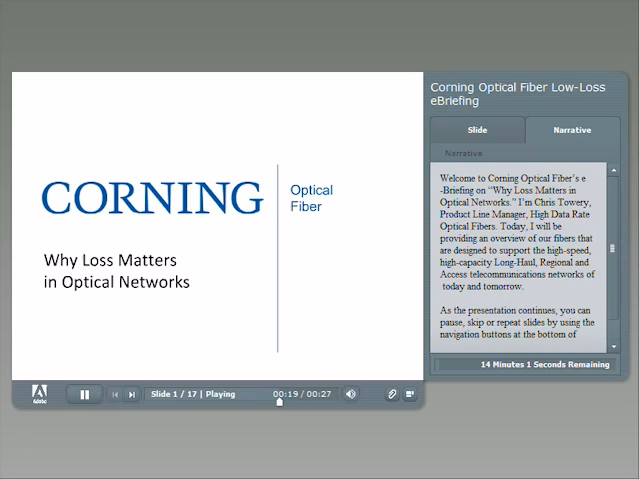 CORNING
Optical
Fiber
Why Loss Matters
in Optical Networks
Corning Optical Fiber Low-Loss
eBriefing
Slide
Narrative
Narrative
Welcome to Corning Optical Fiber's e
-Briefing on "Why Loss Matters in
Optical Networks." I'm Chris Towery,
Product Line Manager, High Data Rate
Optical Fibers. Today, I will be
providing an overview of our fibers that
are designed to support the high-speed,
high-capacity Long-Haul, Regional and
Access telecommunications networks of
today and tomorrow.
As the presentation continues, you can
pause, skip or repeat slides by using the
navigation buttons at the bottom of
14 Minutes 1 Seconds Remaining
Adobe
Slide 1 / 17 | Playing
00:19 / 00:27